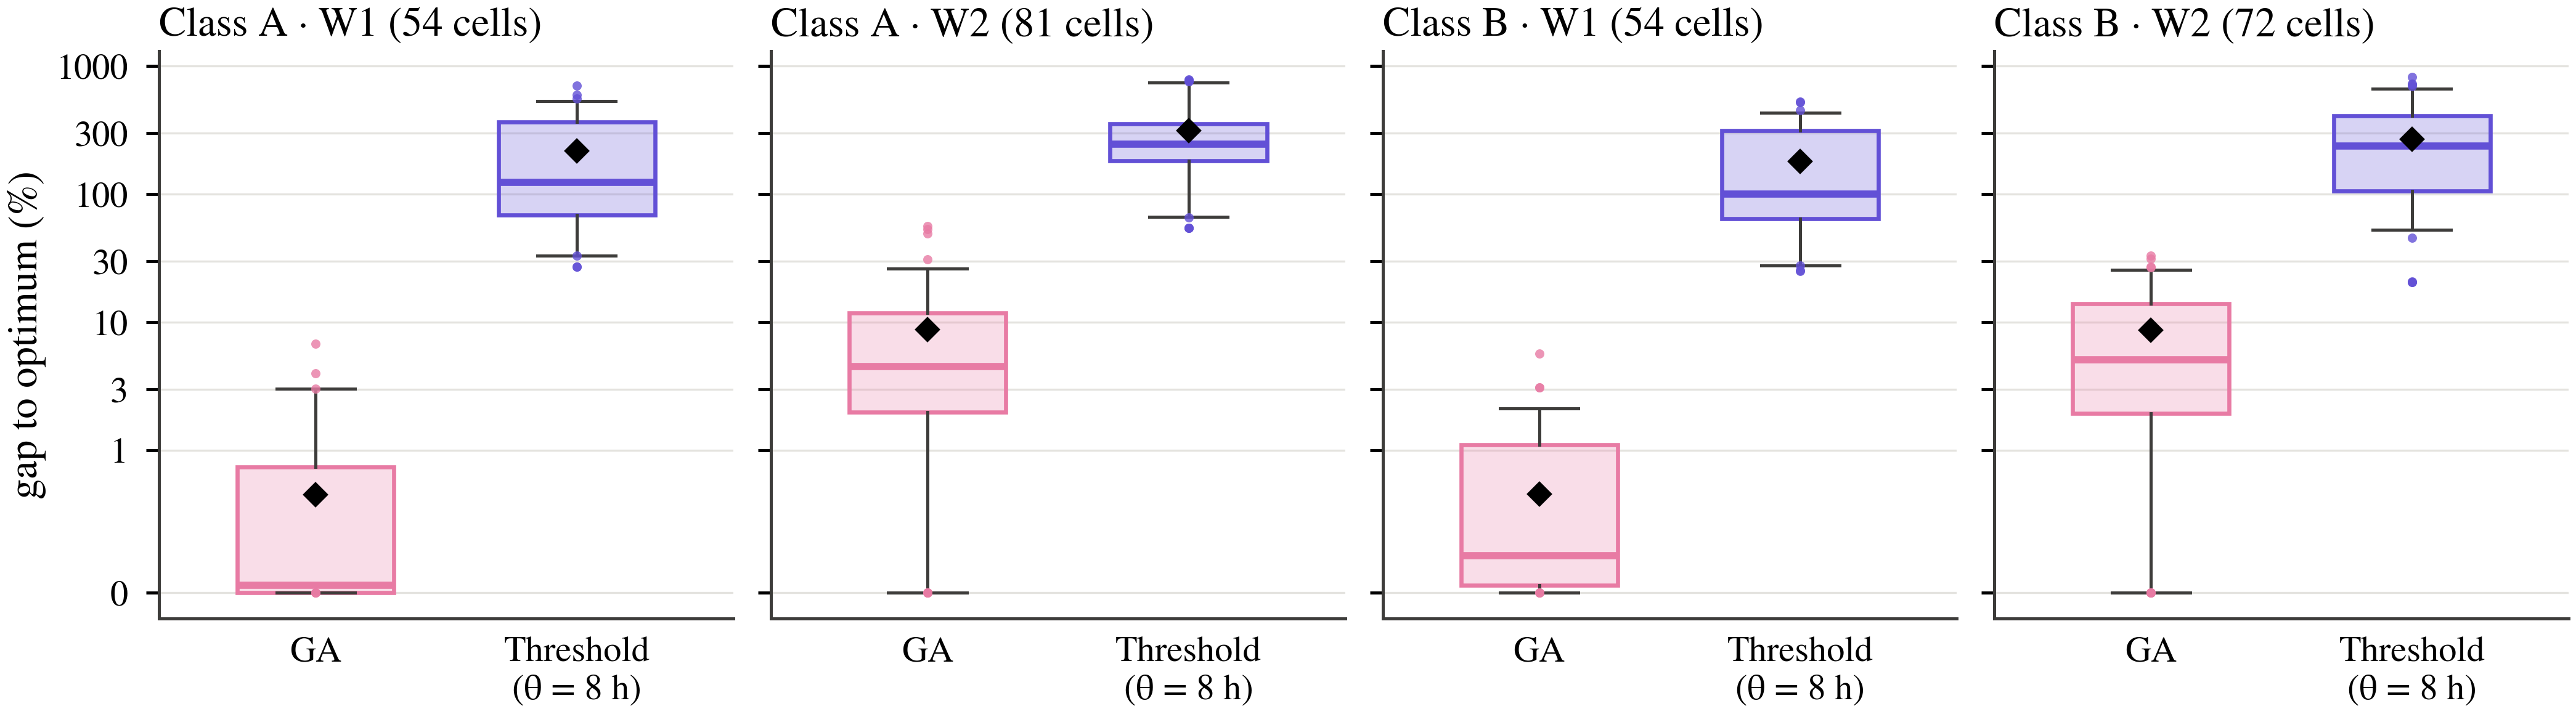 Class A · W1 (54 cells)
Class A · W2 (81 cells)
Class B · W1 (54 cells)
Class B · W2 (72 cells)
gap to optimum (%)
1000
300
100
30
10
3
1
0
GA
Threshold
(θ = 8 h)
GA
Threshold
(θ = 8 h)
GA
Threshold
(θ = 8 h)
GA
Threshold
(θ = 8 h)